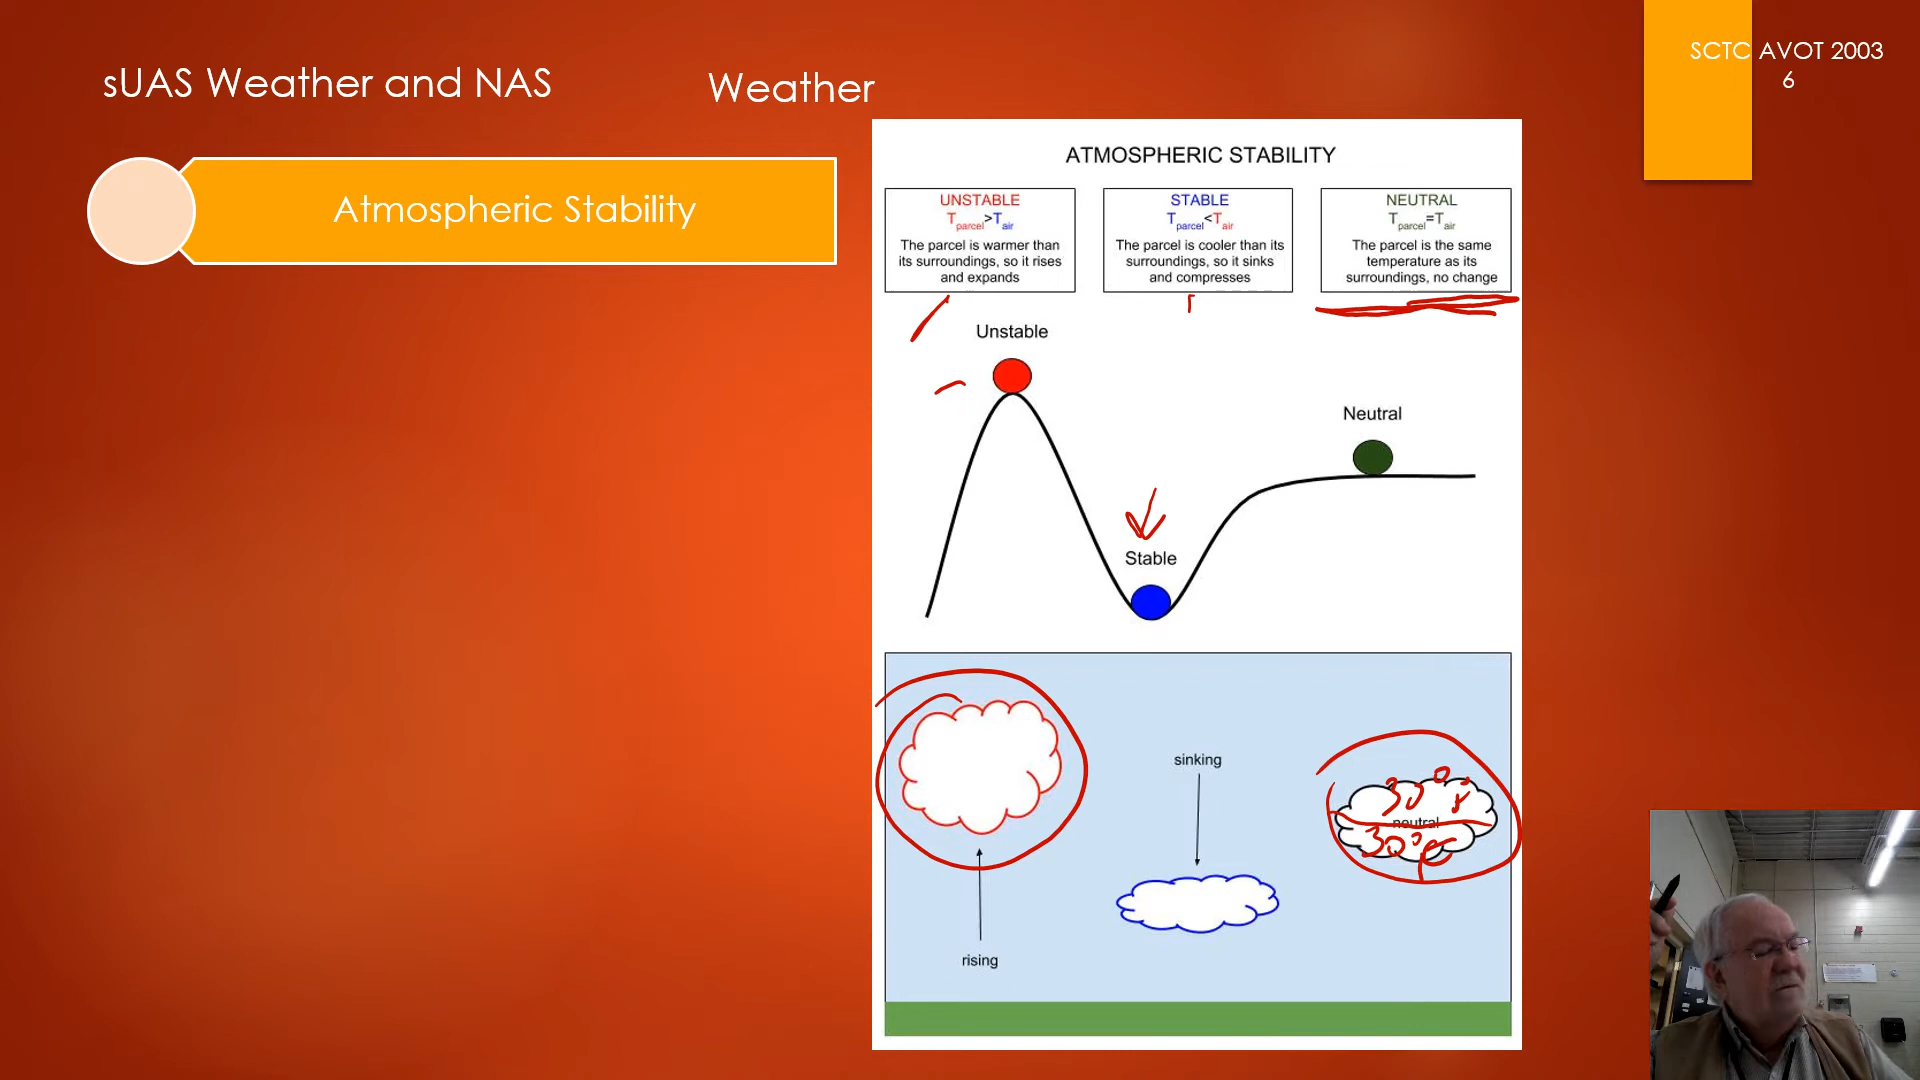 sUAS Weather and NAS
Weather
SCTC AVOT 2003
6
Atmospheric Stability
ATMOSPHERIC STABILITY
UNSTABLE
Tparcel>Tair
The parcel is warmer than
its surroundings, so it rises
and expands
STABLE
Tparcel<Tair
The parcel is cooler than its
surroundings, so it sinks
and compresses
NEUTRAL
Tparcel=Tair
The parcel is the same
temperature as its
surroundings, no change
Unstable
Neutral
Stable
sinking
30°
neutral
30°F
rising